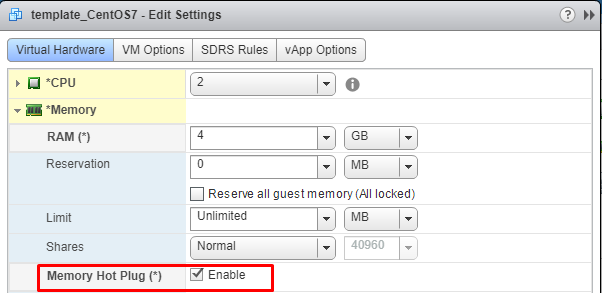 template_CentOS7 - Edit Settings
Virtual Hardware VM Options SDRS Rules vApp Options
*CPU 2
*Memory
RAM (*) 4 GB
Reservation 0 MB
Reserve all guest memory (All locked)
Limit Unlimited MB
Shares Normal 40960
Memory Hot Plug (*) Enable